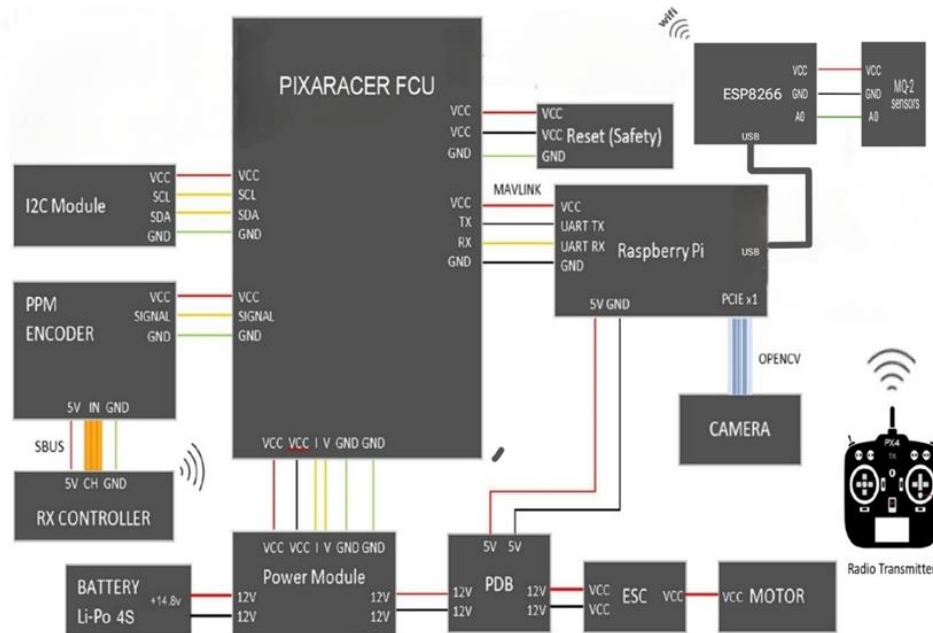 wifi
PIXARACER FCU
VCC
VCC
GND
VCC
VCC
GND
Reset (Safety)
ESP8266
VCC
GND
A0
USB
VCC
GND
A0
MQ-2
sensors
I2C Module
VCC
SCL
SDA
GND
VCC
SCL
SDA
GND
MAVLINK
VCC
TX
RX
GND
VCC
UART TX
UART RX
GND
Raspberry Pi
USB
5V GND
PCIE x1
PPM
ENCODER
VCC
SIGNAL
GND
VCC
SIGNAL
GND
5V IN GND
SBUS
5V CH GND
RX CONTROLLER
OPENCV
CAMERA
PX4
TX
Radio Transmitter
VCC VCC I V GND GND
VCC VCC I V GND GND
Power Module
12V
12V
12V
12V
BATTERY
Li-Po 4S
+14.8v
5V 5V
PDB
12V
12V
12V
12V
VCC
VCC
ESC
VCC
VCC
MOTOR